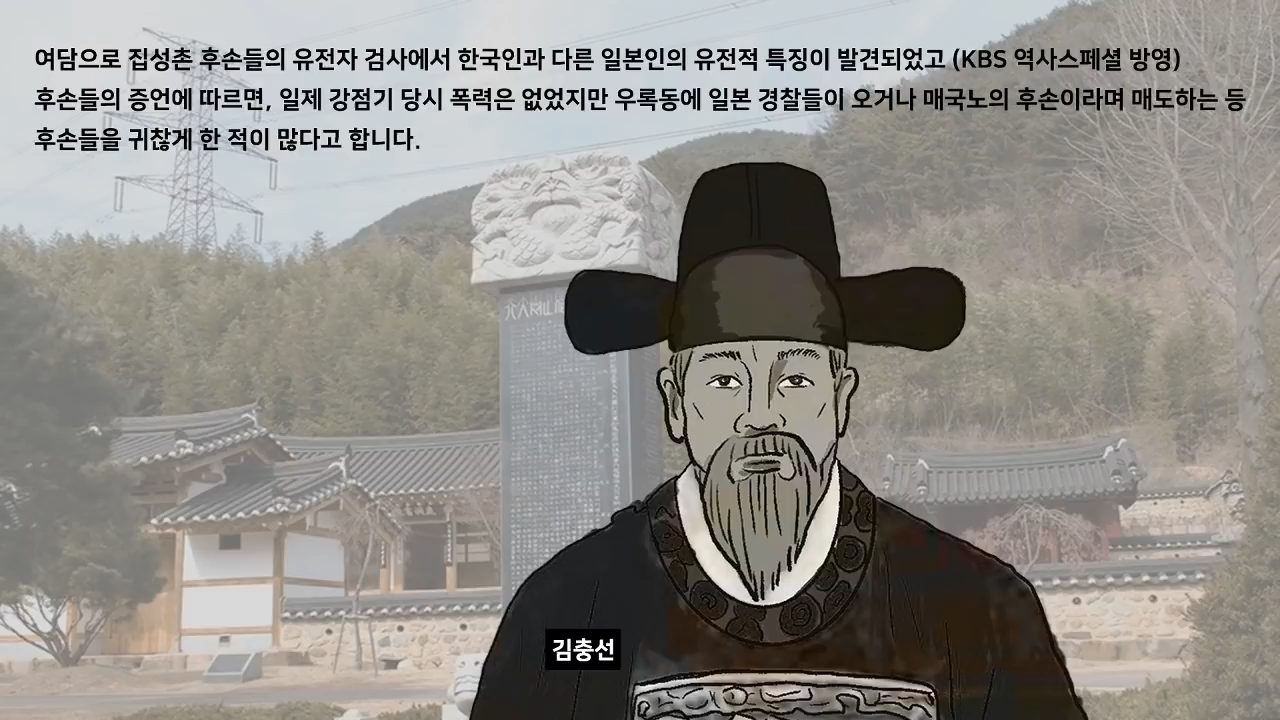 여담으로 집성촌 후손들의 유전자 검사에서 한국인과 다른 일본인의 유전적 특징이 발견되었고 (KBS 역사스페셜 방영)
후손들의 증언에 따르면, 일제 강점기 당시 폭력은 없었지만 우록동에 일본 경찰들이 오거나 매국노의 후손이라며 매도하는 등
후손들을 귀찮게 한 적이 많다고 합니다.
김충선